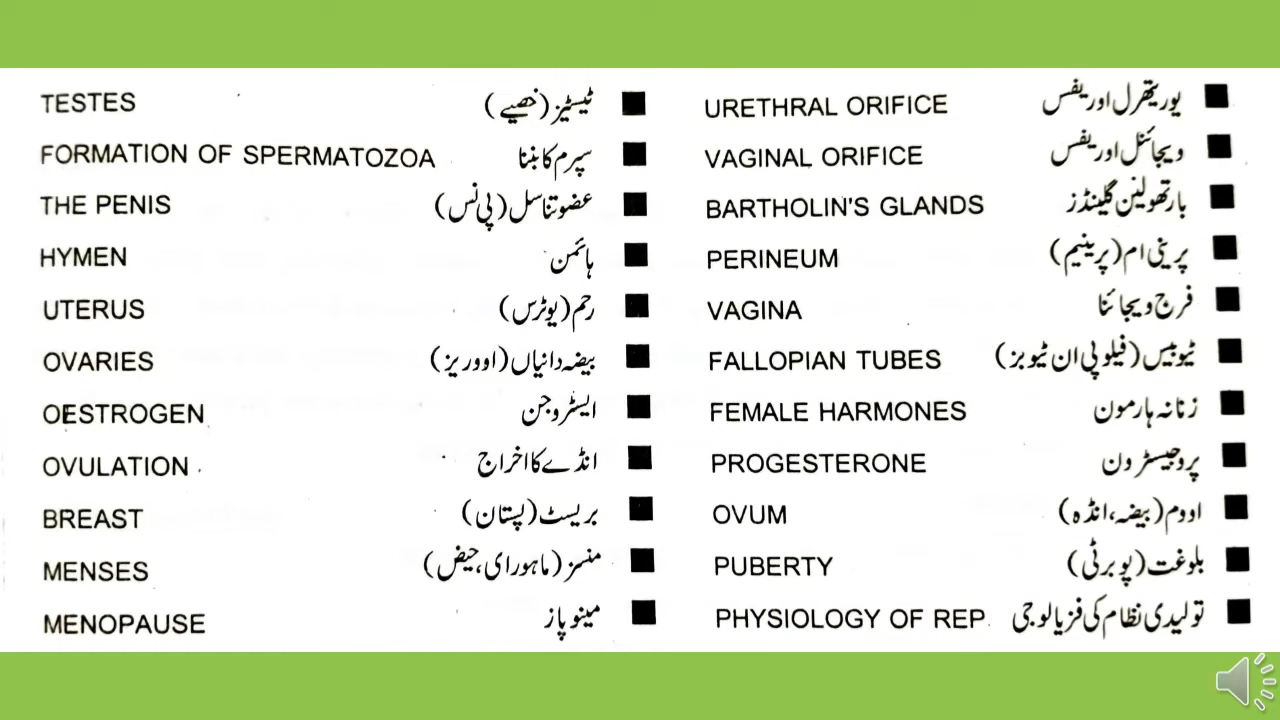 TESTES ٹیسٹیز (خصیے) ■ URETHRAL ORIFICE یوریتھرل اوریفس ■
FORMATION OF SPERMATOZOA سپرم کا بننا ■ VAGINAL ORIFICE ویجائنل اوریفس ■
THE PENIS عضو تناسل (پی نس) ■ BARTHOLIN'S GLANDS بارتھولین گلینڈز ■
HYMEN ہائمن ■ PERINEUM پرینی ام (پرینیم) ■
UTERUS رحم (یوٹرس) ■ VAGINA فرج ویجائنا ■
OVARIES بیضہ دانیاں (اووریز) ■ FALLOPIAN TUBES ٹیوبیس (فیلوپی ان ٹیوبز) ■
OESTROGEN ایسٹروجن ■ FEMALE HARMONES زنانہ ہارمون ■
OVULATION انڈے کا اخراج ■ PROGESTERONE پروجیسٹرون ■
BREAST بریسٹ (پستان) ■ OVUM اووم (بیضہ، انڈہ) ■
MENSES منسز (ماہورای، حیض) ■ PUBERTY بلوغت (پوبرٹی) ■
MENOPAUSE مینوپاز ■ PHYSIOLOGY OF REP. تولیدی نظام کی فزیالوجی ■